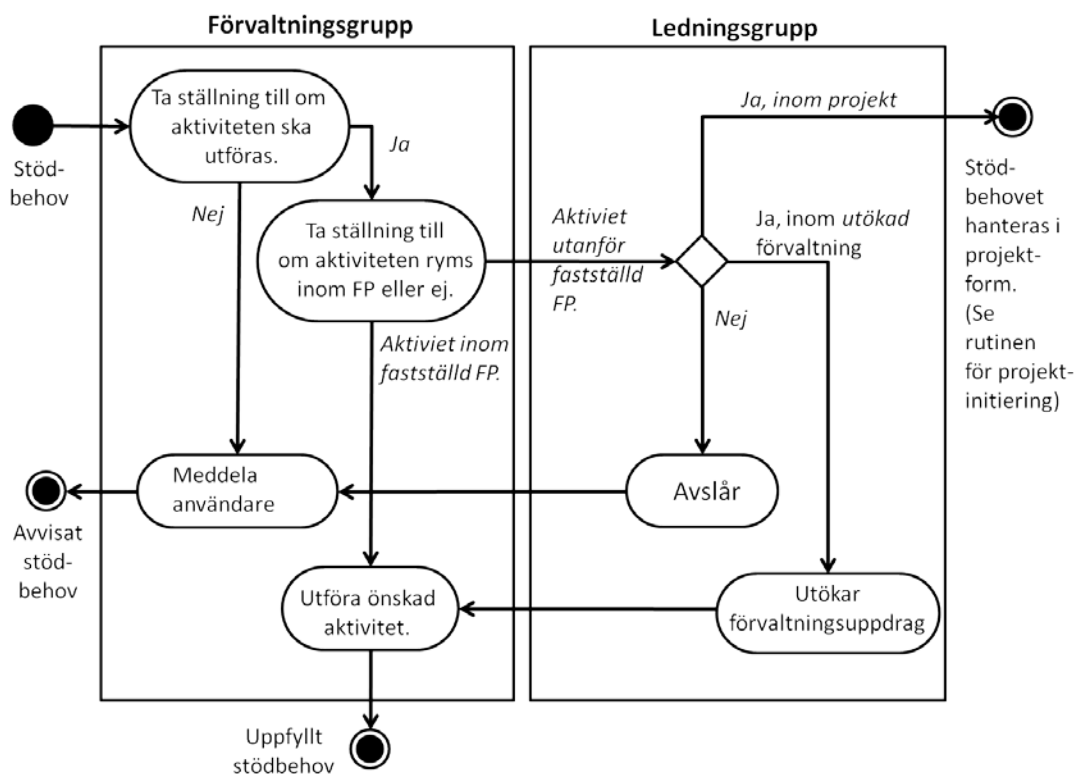 Förvaltningsgrupp
Ledningsgrupp
Stöd-
behov
Ta ställning till om
aktiviteten ska
utföras.
Ja
Nej
Ta ställning till
om aktiviteten ryms
inom FP eller ej.
Aktiviet inom
fastställd FP.
Aktiviet
utanför
fastställd
FP.
Ja, inom projekt
Ja, inom utökad
förvaltning
Nej
Stöd-
behovet
hanteras i
projekt-
form.
(Se
rutinen
för projekt-
initiering)
Meddela
användare
Avslår
Avvisat
stöd-
behov
Utföra önskad
aktivitet.
Utökar
förvaltningsuppdrag
Uppfyllt
stödbehov